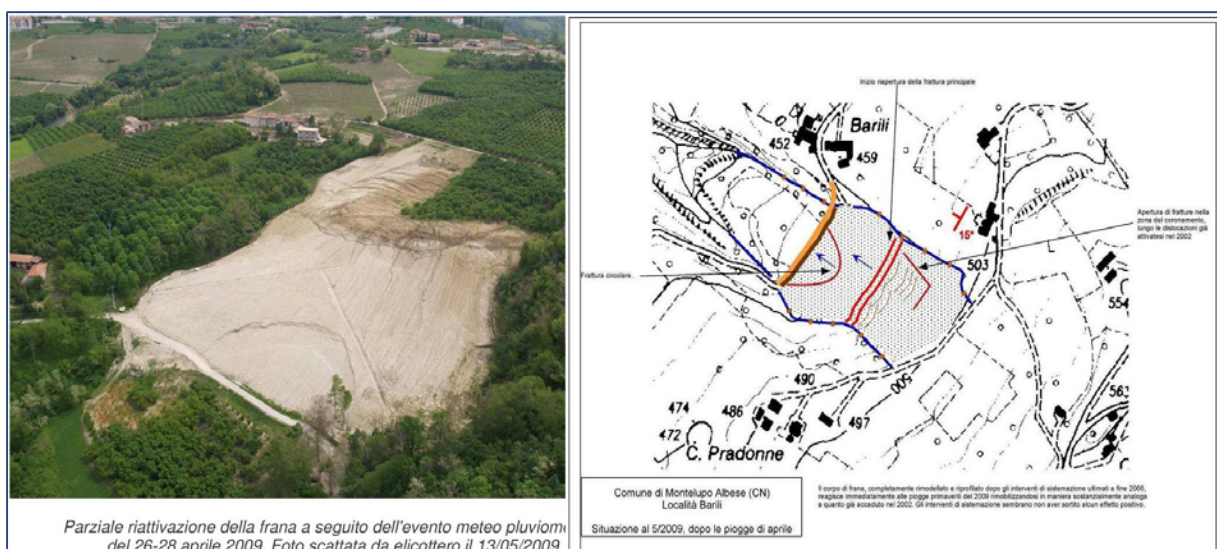 Parziale riattivazione della frana a seguito dell'evento meteo
del 26-28 aprile 2009. Foto scattata da elicottero il 13/05/2009
Inizio riapertura della frattura principale
Barili
452
459
Apertura di fratture nella
zona del coronamento,
lungo le dislocazioni già
attivatesi nel 2002
15°
L
503
Frattura circolare.
554
490
500
474
486
497
472
C. Pradonne
563
Comune di Montelupo Albese (CN)
Località Barili
Situazione al 5/2009, dopo le piogge di aprile
Il corpo di frana, completamente rimodellato e riprofilato dopo gli interventi di sistemazione ultimati a fine 2006,
reagisce immediatamente alle piogge primaverili del 2009 rimobilizzandosi in maniera sostanzialmente analoga
a quanto già accaduto nel 2002. Gli interventi di sistemazione sembrano non aver sortito alcun effetto positivo.